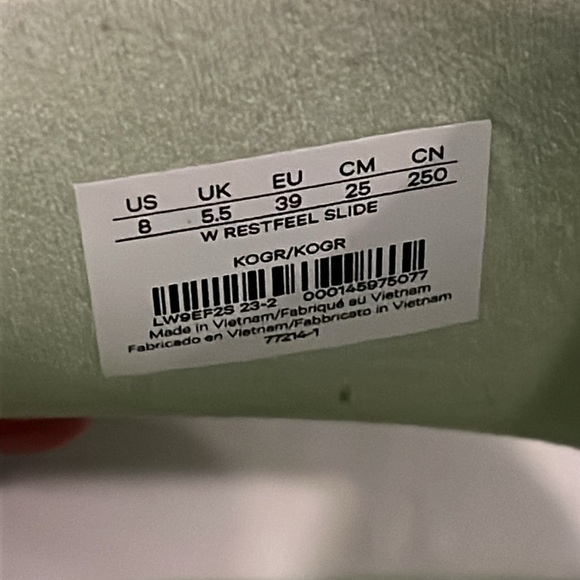 US UK EU CM CN
8 5.5 39 25 250
W RESTFEEL SLIDE
KOGR/KOGR
LW9EF2S 23-2 000145975077
Made in Vietnam/Fabriqué au Vietnam
Fabricado en Vietnam/Fabbricato in Vietnam
77214-1